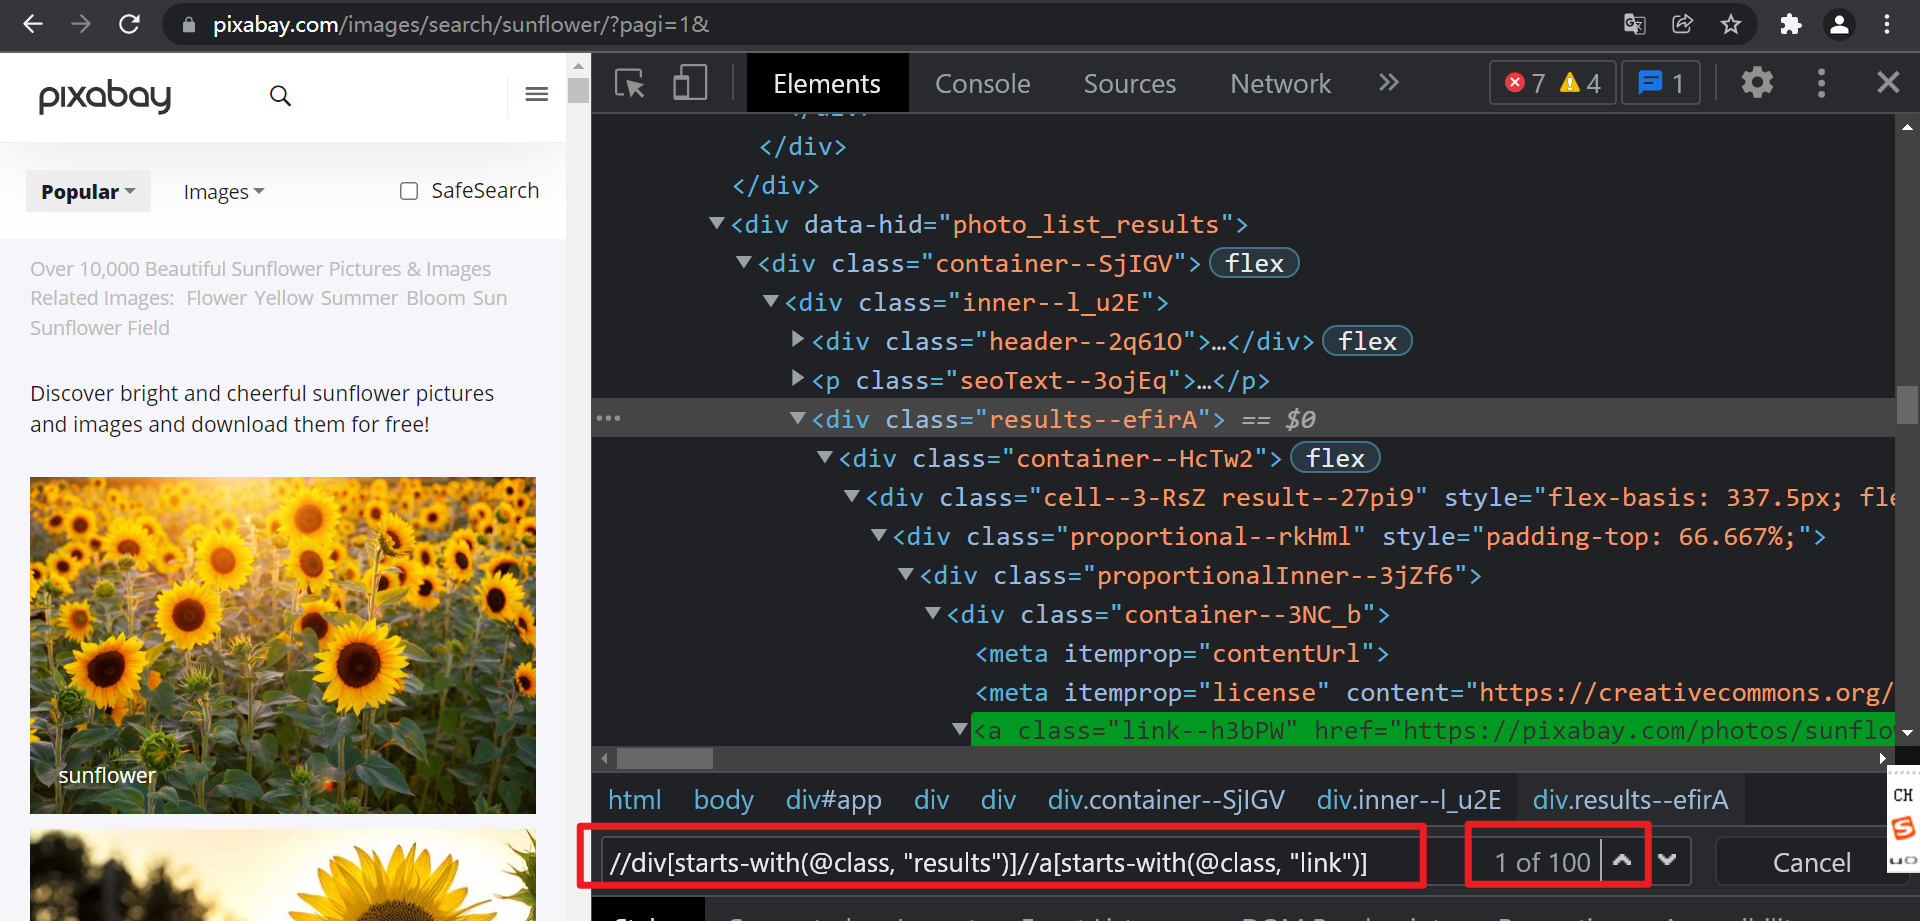 pixabay.com/images/search/sunflower/?pagi=1&
pixabay
Popular Images SafeSearch
Over 10,000 Beautiful Sunflower Pictures & Images
Related Images: Flower Yellow Summer Bloom Sun
Sunflower Field
Discover bright and cheerful sunflower pictures
and images and download them for free!
sunflower
Elements Console Sources Network » 7 4 1
</div>
</div>
</div>
<div data-hid="photo_list_results">
<div class="container--SjIGV"> flex
<div class="inner--l_u2E">
<div class="header--2q61O">…</div> flex
<p class="seoText--3ojEq">…</p>
<div class="results--efirA"> == $0
<div class="container--HcTw2"> flex
<div class="cell--3-RsZ result--27pi9" style="flex-basis: 337.5px; fle
<div class="proportional--rkHml" style="padding-top: 66.667%;">
<div class="proportionalInner--3jZf6">
<div class="container--3NC_b">
<meta itemprop="contentUrl">
<meta itemprop="license" content="https://creativecommons.org/
<a class="link--h3bPW" href="https://pixabay.com/photos/sunflo
html body div#app div div div.container--SjIGV div.inner--l_u2E div.results--efirA
//div[starts-with(@class, "results")]//a[starts-with(@class, "link")] 1 of 100 Cancel
CH
S